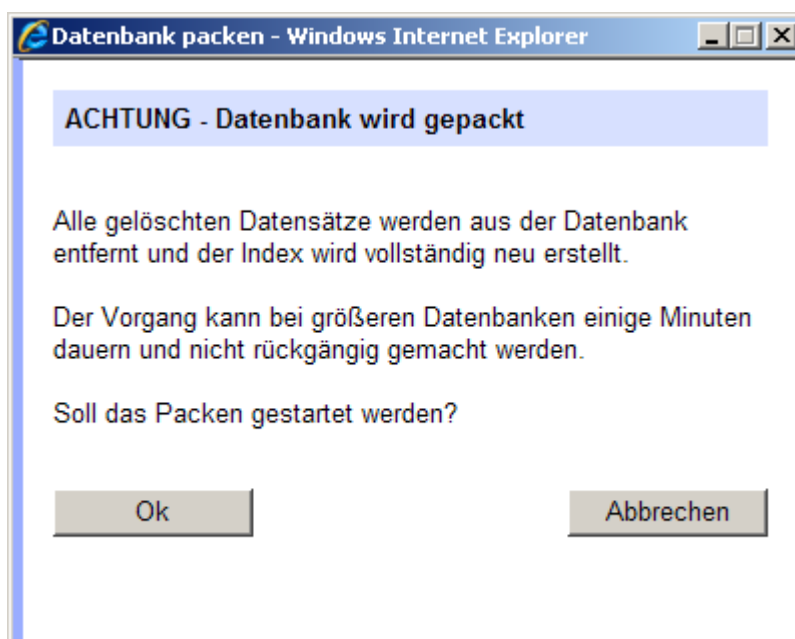 Datenbank packen - Windows Internet Explorer
ACHTUNG - Datenbank wird gepackt
Alle gelöschten Datensätze werden aus der Datenbank
entfernt und der Index wird vollständig neu erstellt.
Der Vorgang kann bei größeren Datenbanken einige Minuten
dauern und nicht rückgängig gemacht werden.
Soll das Packen gestartet werden?
Ok Abbrechen